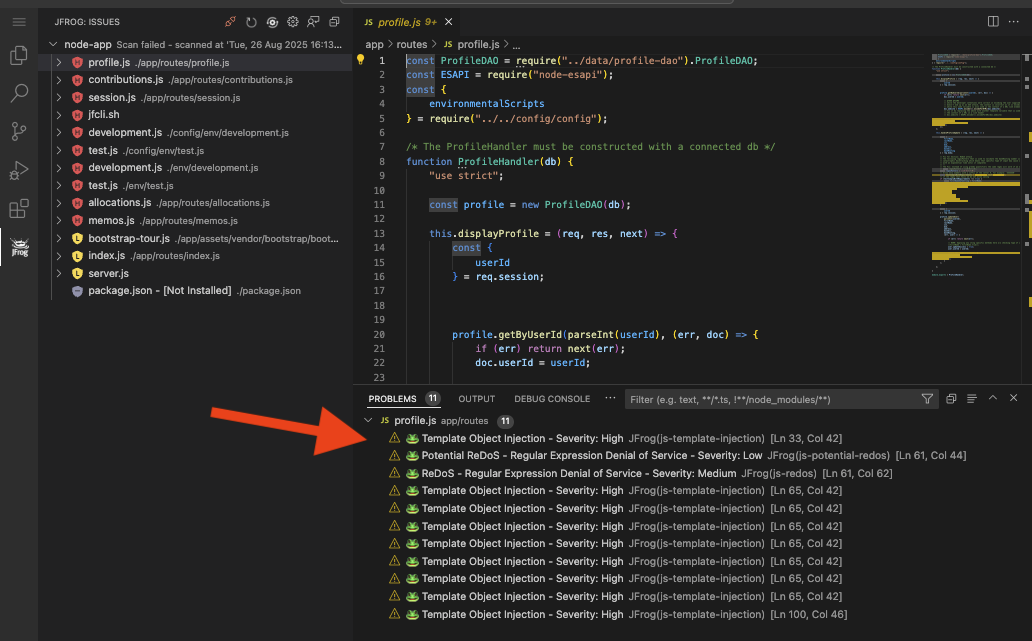 JFROG: ISSUES
node-app Scan failed - scanned at 'Tue, 26 Aug 2025 16:13...
profile.js ./app/routes/profile.js
contributions.js ./app/routes/contributions.js
session.js ./app/routes/session.js
jfcli.sh
development.js ./config/env/development.js
test.js ./config/env/test.js
development.js ./env/development.js
test.js ./env/test.js
allocations.js ./app/routes/allocations.js
memos.js ./app/routes/memos.js
bootstrap-tour.js ./app/assets/vendor/bootstrap/boot...
index.js ./app/routes/index.js
server.js
package.json - [Not Installed] ./package.json
JFrog
JS profile.js 9+
app > routes > JS profile.js > ...
1 const ProfileDAO = require("../data/profile-dao").ProfileDAO;
2 const ESAPI = require("node-esapi");
3 const {
4 environmentalScripts
5 } = require("../../config/config");
6
7 /* The ProfileHandler must be constructed with a connected db */
8 function ProfileHandler(db) {
9 "use strict";
10
11 const profile = new ProfileDAO(db);
12
13 this.displayProfile = (req, res, next) => {
14 const {
15 userId
16 } = req.session;
17
18
19
20 profile.getByUserId(parseInt(userId), (err, doc) => {
21 if (err) return next(err);
22 doc.userId = userId;
23
PROBLEMS 11 OUTPUT DEBUG CONSOLE ··· Filter (e.g. text, **/*.ts, !**/node_modules/**)
JS profile.js app/routes 11
Template Object Injection - Severity: High JFrog(js-template-injection) [Ln 33, Col 42]
Potential ReDoS - Regular Expression Denial of Service - Severity: Low JFrog(js-potential-redos) [Ln 61, Col 44]
ReDoS - Regular Expression Denial of Service - Severity: Medium JFrog(js-redos) [Ln 61, Col 62]
Template Object Injection - Severity: High JFrog(js-template-injection) [Ln 65, Col 42]
Template Object Injection - Severity: High JFrog(js-template-injection) [Ln 65, Col 42]
Template Object Injection - Severity: High JFrog(js-template-injection) [Ln 65, Col 42]
Template Object Injection - Severity: High JFrog(js-template-injection) [Ln 65, Col 42]
Template Object Injection - Severity: High JFrog(js-template-injection) [Ln 65, Col 42]
Template Object Injection - Severity: High JFrog(js-template-injection) [Ln 65, Col 42]
Template Object Injection - Severity: High JFrog(js-template-injection) [Ln 65, Col 42]
Template Object Injection - Severity: High JFrog(js-template-injection) [Ln 100, Col 46]